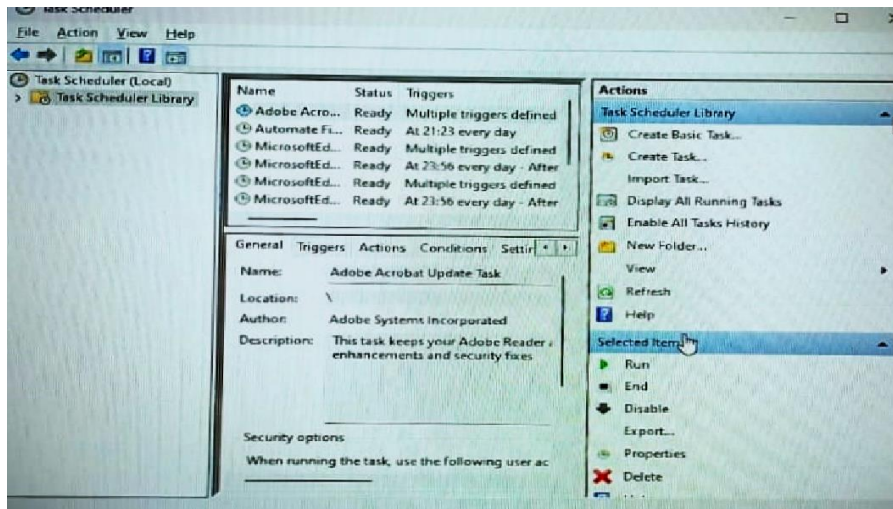 Task Scheduler
File Action View Help
Task Scheduler (Local)
Task Scheduler Library
Name Status Triggers
Adobe Acro... Ready Multiple triggers defined
Automate Fi... Ready At 21:23 every day
MicrosoftEd... Ready Multiple triggers defined
MicrosoftEd... Ready At 23:56 every day - After
MicrosoftEd... Ready Multiple triggers defined
MicrosoftEd... Ready At 23:56 every day - After
General Triggers Actions Conditions Settin
Name: Adobe Acrobat Update Task
Location: \
Author: Adobe Systems Incorporated
Description: This task keeps your Adobe Reader a
enhancements and security fixes
Security options
When running the task, use the following user ac
Actions
Task Scheduler Library
Create Basic Task...
Create Task...
Import Task...
Display All Running Tasks
Enable All Tasks History
New Folder...
View
Refresh
Help
Selected Item
Run
End
Disable
Export...
Properties
Delete